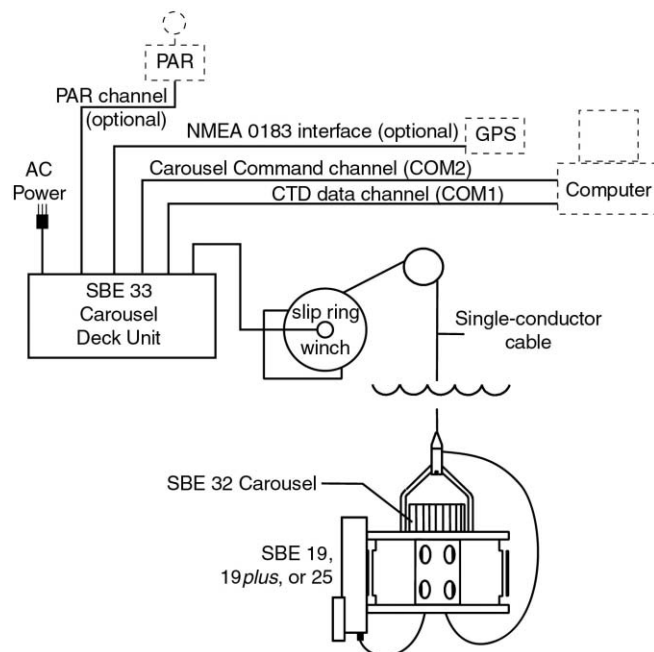 PAR
PAR channel
(optional)
NMEA 0183 interface (optional)
GPS
AC
Power
Carousel Command channel (COM2)
CTD data channel (COM1)
Computer
SBE 33
Carousel
Deck Unit
slip ring
winch
Single-conductor
cable
SBE 32 Carousel
SBE 19,
19plus, or 25